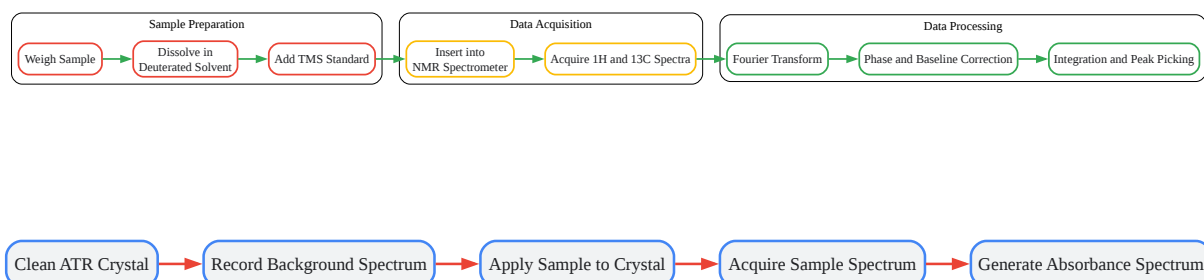 Sample Preparation
Data Acquisition
Data Processing
Weigh Sample
Dissolve in
Deuterated Solvent
Add TMS Standard
Insert into
NMR Spectrometer
Acquire 1H and 13C Spectra
Fourier Transform
Phase and Baseline Correction
Integration and Peak Picking
Clean ATR Crystal
Record Background Spectrum
Apply Sample to Crystal
Acquire Sample Spectrum
Generate Absorbance Spectrum